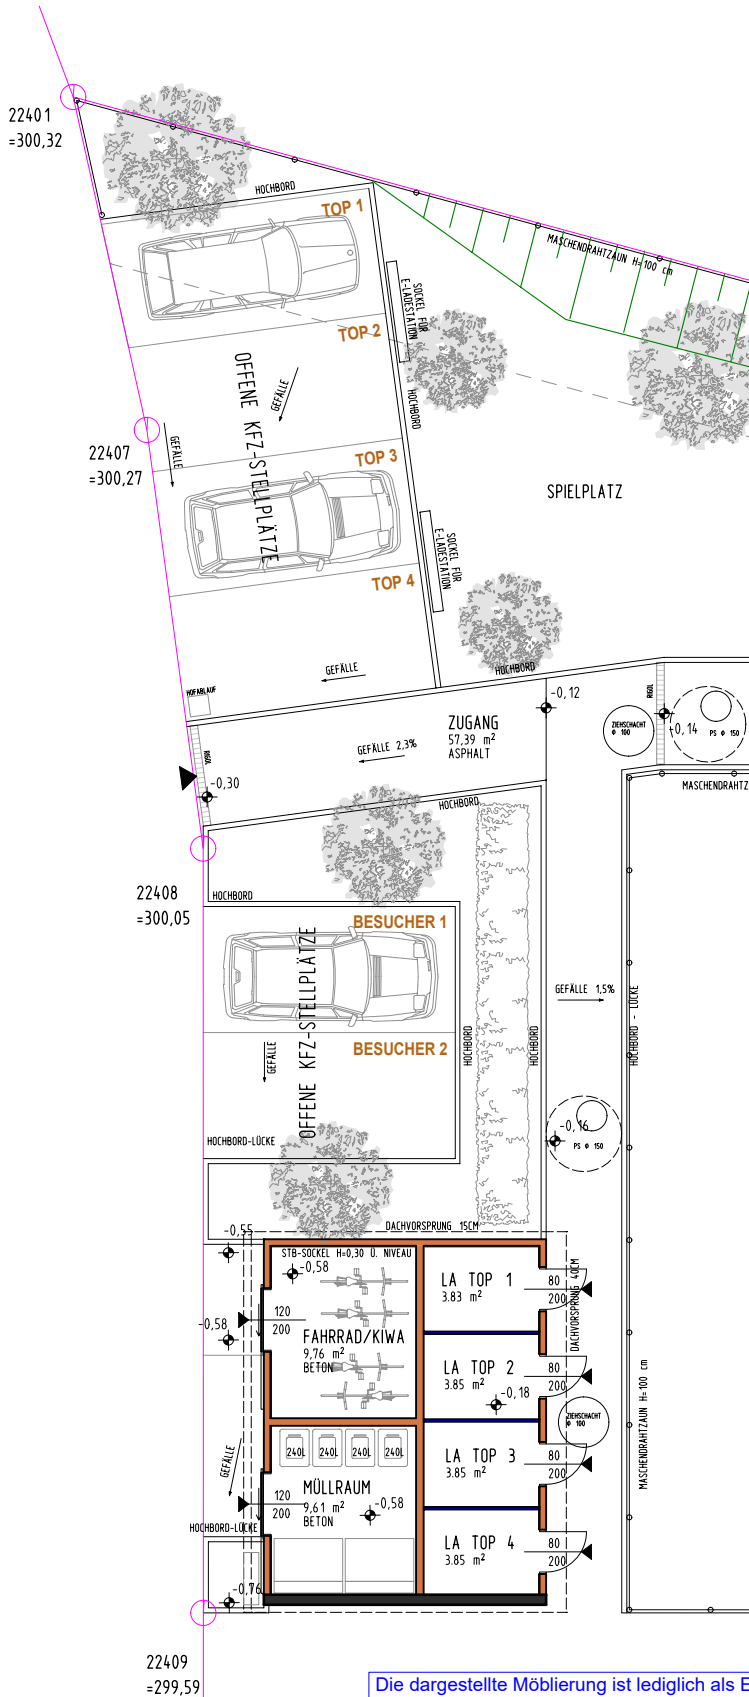 22401
=300,32
HOCHBORD
TOP 1
MASCHENDRAHTZAUN H=100 cm
SOCKEL FÜR
E-LADESTATION
TOP 2
OFFENE KFZ-STELLPLÄTZE
GEFÄLLE
HOCHBORD
22407
=300,27
GEFÄLLE
TOP 3
SPIELPLATZ
SOCKEL FÜR
E-LADESTATION
TOP 4
HOCHBORD
GEFÄLLE
HOFABLAUF
RIGOL
-0,12
ZUGANG
57,39 m²
ASPHALT
ZIEHSCHACHT
Φ 100
-0,14
PS Φ 150
GEFÄLLE 2,3%
RIGOL
-0,30
MASCHENDRAHTZ
HOCHBORD
22408
=300,05
HOCHBORD
BESUCHER 1
OFFENE KFZ-STELLPLÄTZE
GEFÄLLE 1,5%
HOCHBORD - LÜCKE
BESUCHER 2
GEFÄLLE
HOCHBORD
HOCHBORD
-0,16
PS Φ 150
HOCHBORD-LÜCKE
-0,55
DACHVORSPRUNG 15CM
STB-SOCKEL H=0,30 Ü. NIVEAU
-0,58
LA TOP 1
3.83 m²
80
200
DACHVORSPRUNG 40CM
-0,58
120
200
FAHRRAD/KIWA
9,76 m²
BETON
LA TOP 2
3.85 m²
-0,18
80
200
ZIEHSCHACHT
Φ 100
MASCHENDRAHTZAUN H=100 cm
240L
240L
240L
240L
LA TOP 3
3.85 m²
80
200
GEFÄLLE
120
200
MÜLLRAUM
9,61 m²
BETON
-0,58
HOCHBORD-LÜCKE
LA TOP 4
3.85 m²
80
200
-0,76
22409
=299,59
Die dargestellte Möblierung ist lediglich als E